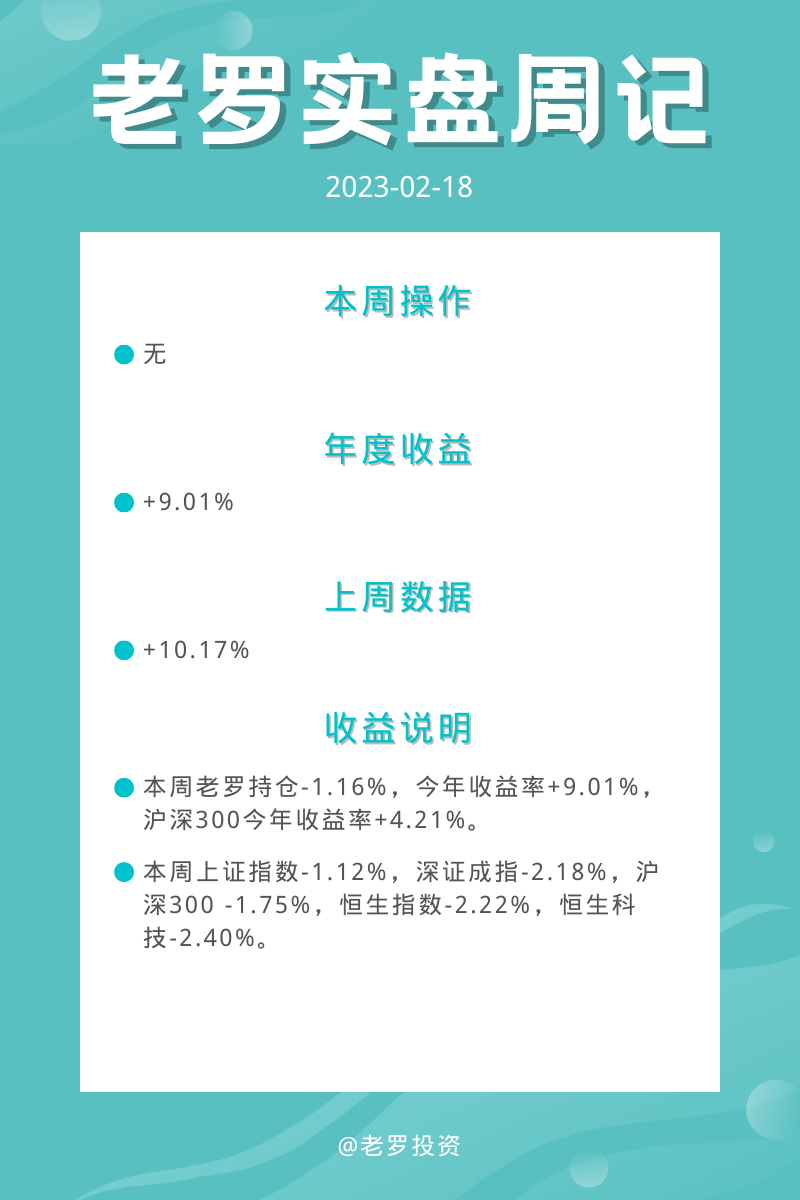 老罗实盘周记
2023-02-18
本周操作
无
年度收益
+9.01%
上周数据
+10.17%
收益说明
本周老罗持仓-1.16%，今年收益率+9.01%，
沪深300今年收益率+4.21%。
本周上证指数-1.12%，深证成指-2.18%，沪
深300 -1.75%，恒生指数-2.22%，恒生科
技-2.40%。
@老罗投资